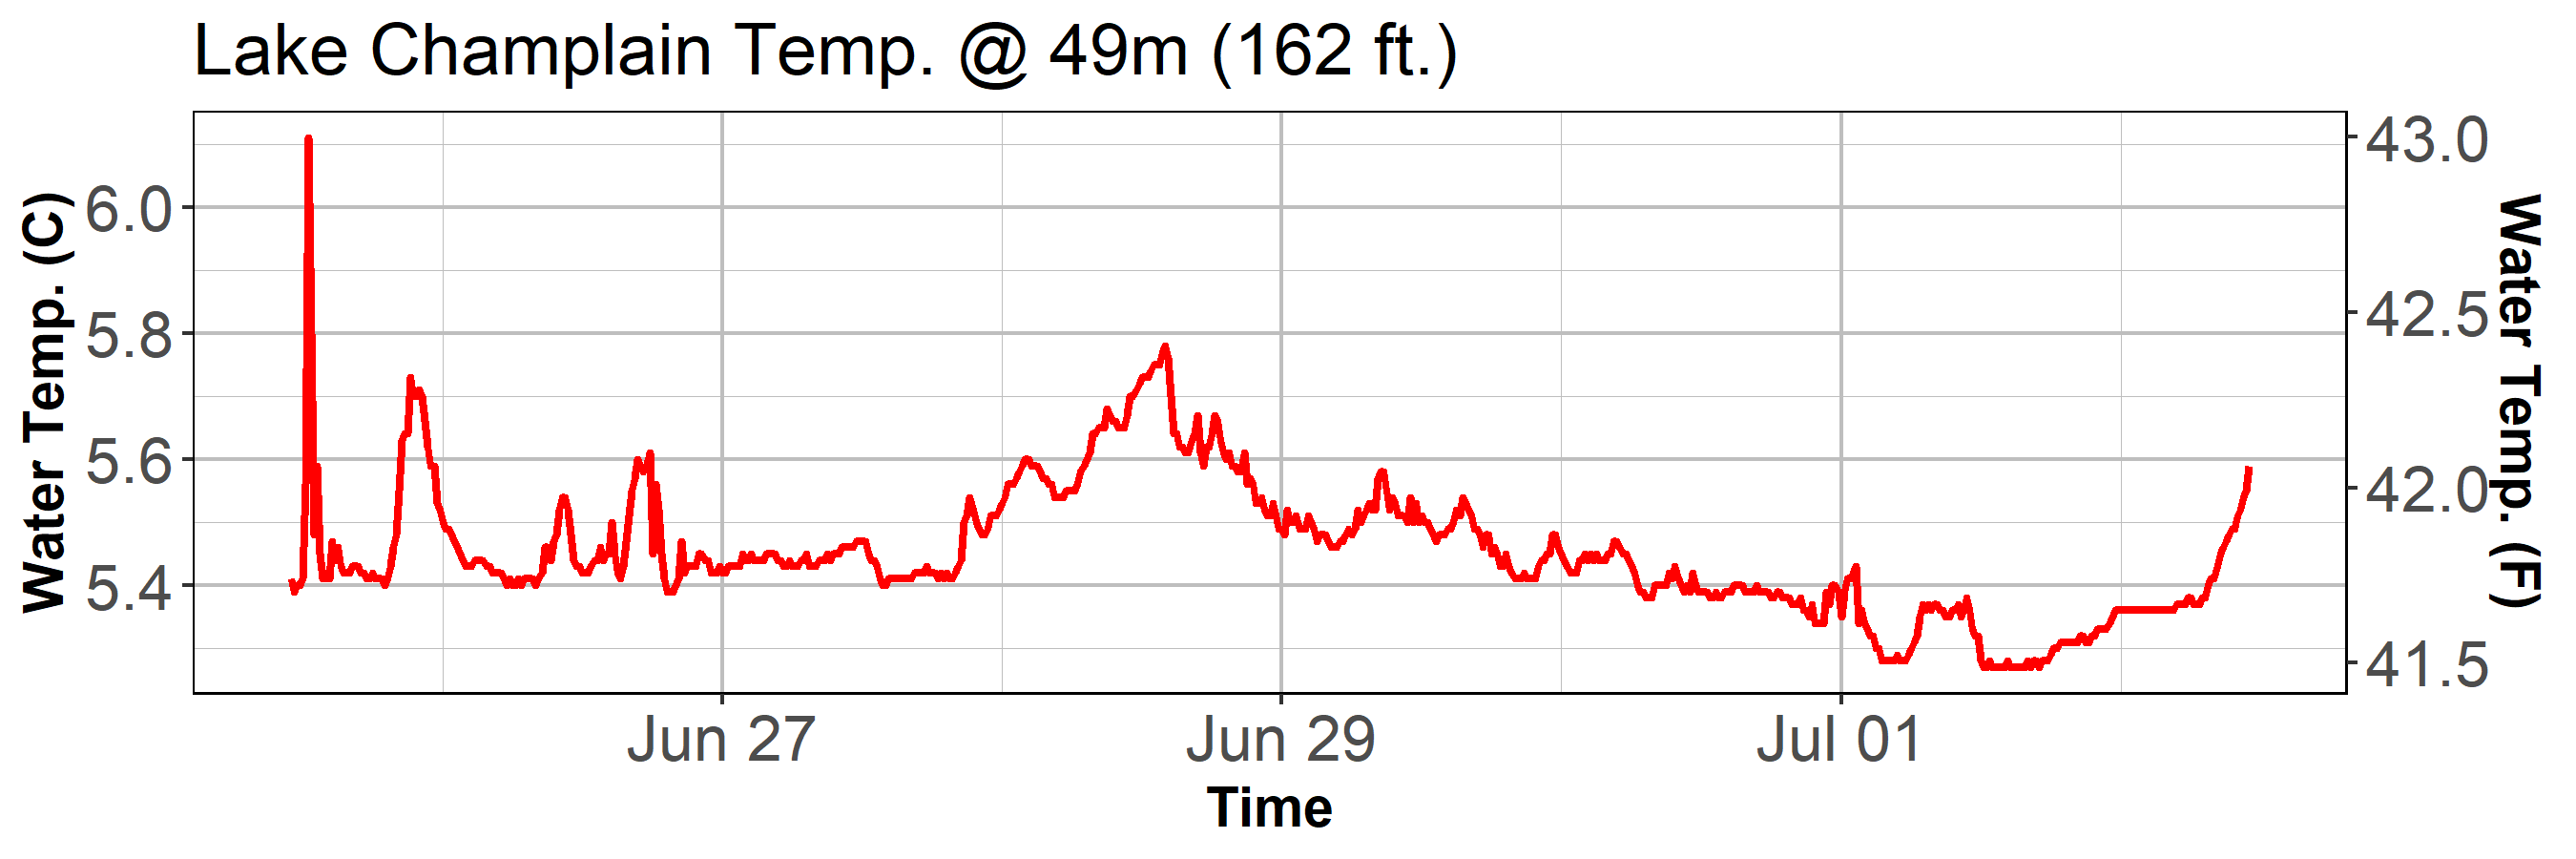 Lake Champlain Temp. @ 49m (162 ft.)
Water Temp. (C)
6.0
5.8
5.6
5.4
43.0
42.5
42.0
41.5
Water Temp. (F)
Jun 27 Jun 29 Jul 01
Time